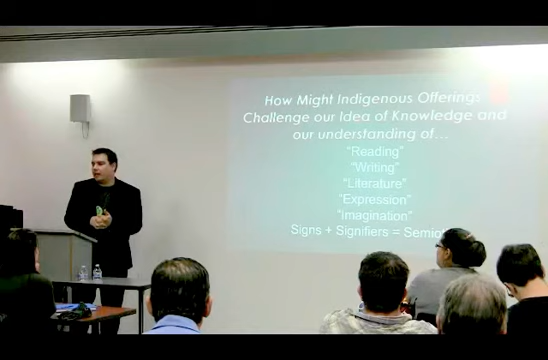 How Might Indigenous Offerings
Challenge our Idea of Knowledge and
our understanding of...
"Reading"
"Writing"
"Literature"
"Expression"
"Imagination"
Signs + Signifiers =